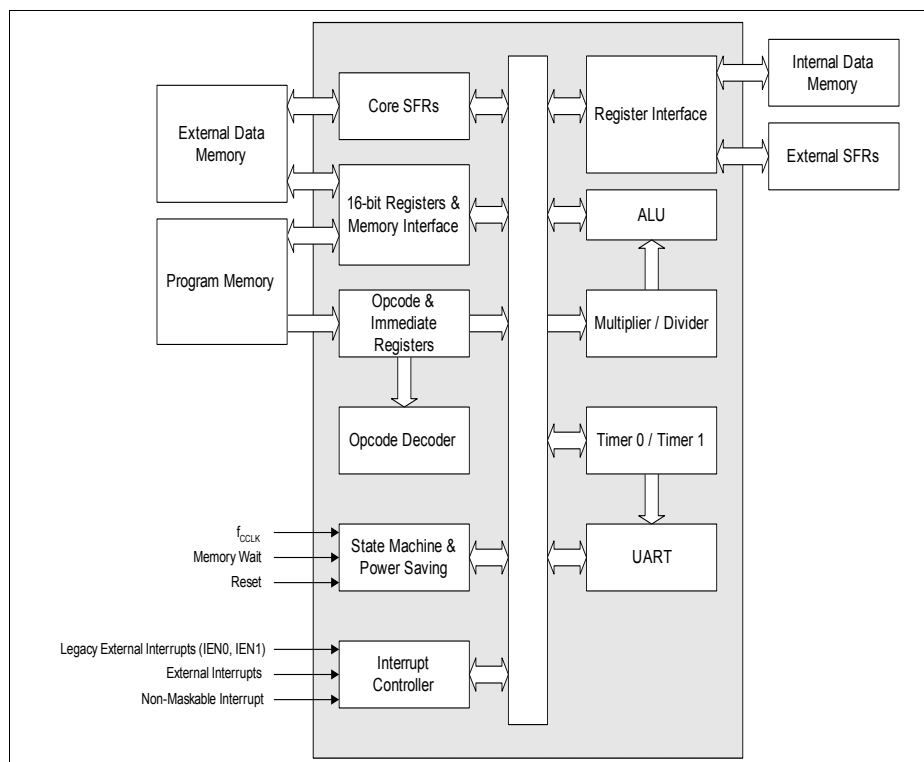 Internal Data
Memory
Core SFRs
Register Interface
External Data
Memory
External SFRs
16-bit Registers &
Memory Interface
ALU
Program Memory
Opcode &
Immediate
Registers
Multiplier / Divider
Opcode Decoder
Timer 0 / Timer 1
fCCLK
Memory Wait
Reset
State Machine &
Power Saving
UART
Legacy External Interrupts (IEN0, IEN1)
External Interrupts
Non-Maskable Interrupt
Interrupt
Controller